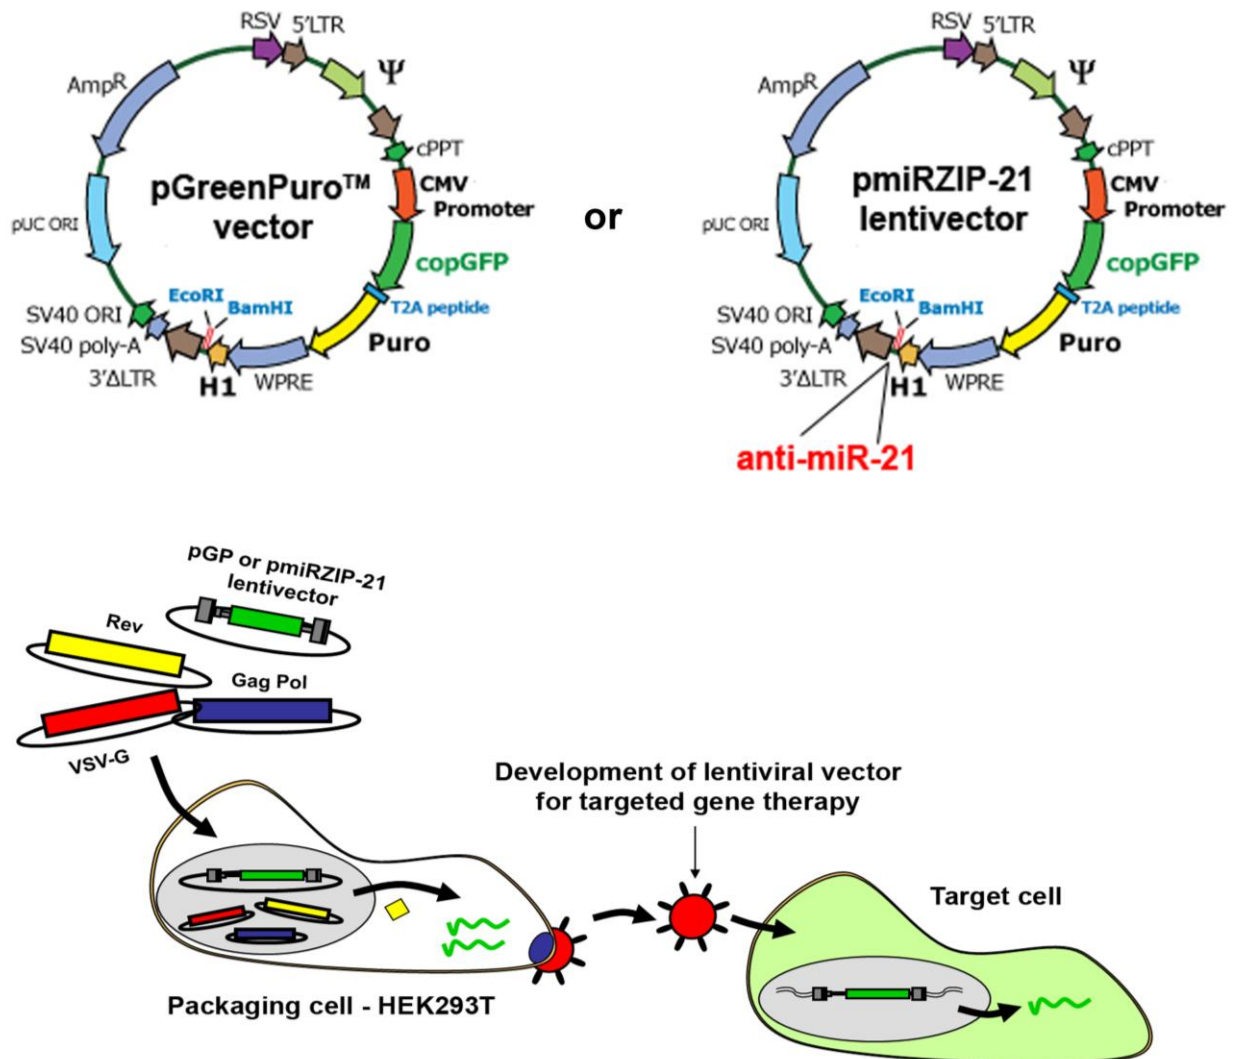 RSV 5'LTR
Ψ
AmpR
cPPT
pGreenPuro™
vector
CMV
Promoter
pUC ORI
copGFP
EcoRI
BamHI
T2A peptide
SV40 ORI
SV40 poly-A
Puro
3'ΔLTR
H1
WPRE
or
RSV 5'LTR
Ψ
AmpR
cPPT
pmiRZIP-21
lentivector
CMV
Promoter
pUC ORI
copGFP
EcoRI
BamHI
T2A peptide
SV40 ORI
SV40 poly-A
Puro
3'ΔLTR
H1
WPRE
anti-miR-21
pGP or pmiRZIP-21
lentivector
Rev
Gag Pol
VSV-G
Development of lentiviral vector
for targeted gene therapy
Target cell
Packaging cell - HEK293T